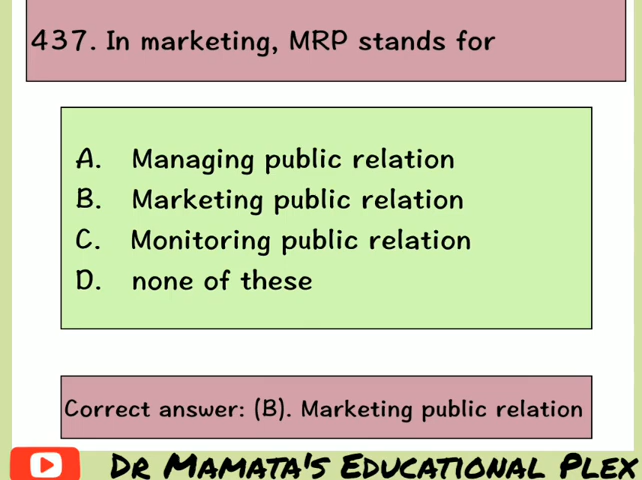 437. In marketing, MRP stands for
A. Managing public relation
B. Marketing public relation
C. Monitoring public relation
D. none of these
Correct answer: (B). Marketing public relation
DR MAMATA'S EDUCATIONAL PLEX